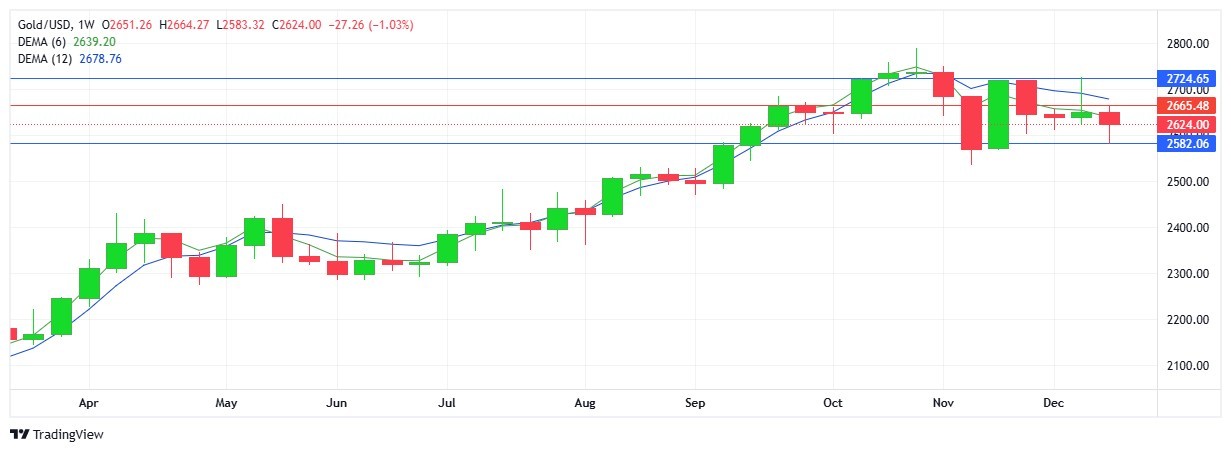 Gold/USD, 1W O2651.26 H2664.27 L2583.32 C2624.00 −27.26 (−1.03%)
DEMA (6) 2639.20
DEMA (12) 2678.76
2800.00
2724.65
2700.00
2665.48
2624.00
2582.06
2500.00
2400.00
2300.00
2200.00
2100.00
Apr May Jun Jul Aug Sep Oct Nov Dec
TradingView